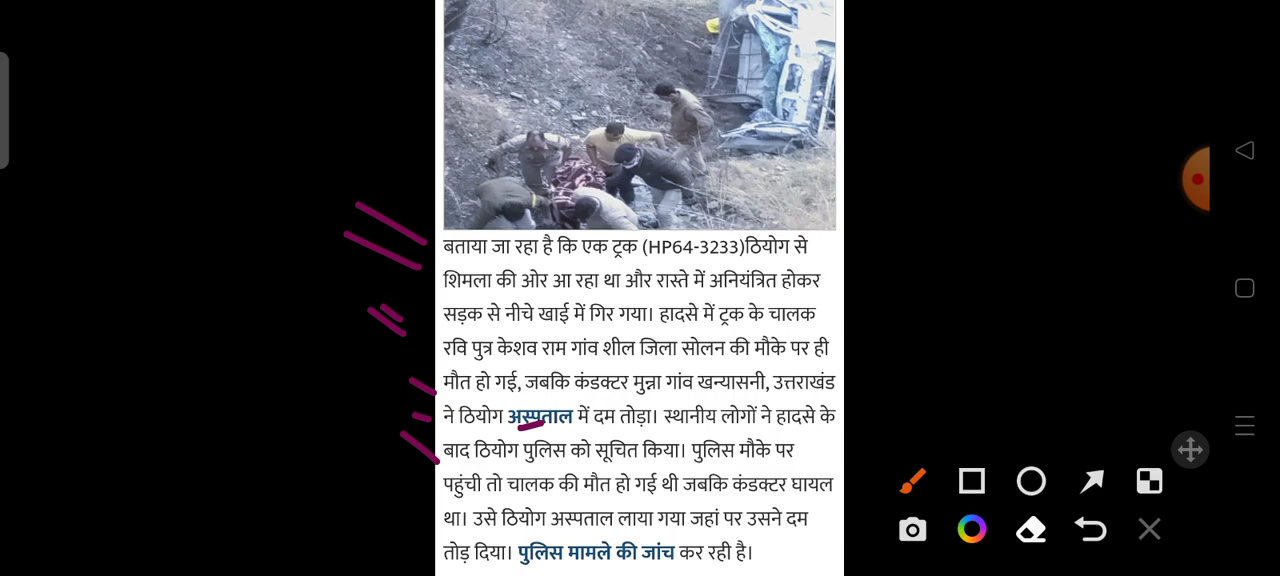 बताया जा रहा है कि एक ट्रक (HP64-3233)ठियोग से
शिमला की ओर आ रहा था और रास्ते में अनियंत्रित होकर
सड़क से नीचे खाई में गिर गया। हादसे में ट्रक के चालक
रवि पुत्र केशव राम गांव शील जिला सोलन की मौके पर ही
मौत हो गई, जबकि कंडक्टर मुन्ना गांव खन्यासनी, उत्तराखंड
ने ठियोग अस्पताल में दम तोड़ा। स्थानीय लोगों ने हादसे के
बाद ठियोग पुलिस को सूचित किया। पुलिस मौके पर
पहुंची तो चालक की मौत हो गई थी जबकि कंडक्टर घायल
था। उसे ठियोग अस्पताल लाया गया जहां पर उसने दम
तोड़ दिया। पुलिस मामले की जांच कर रही है।